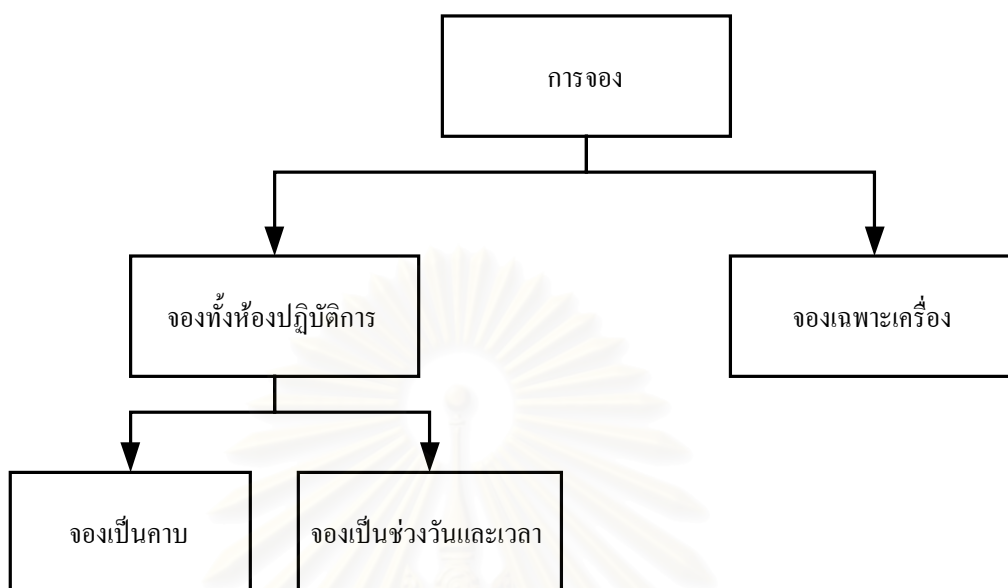 การจอง
จองทั้งห้องปฏิบัติการ
จองเฉพาะเครื่อง
จองเป็นคาบ
จองเป็นช่วงวันและเวลา